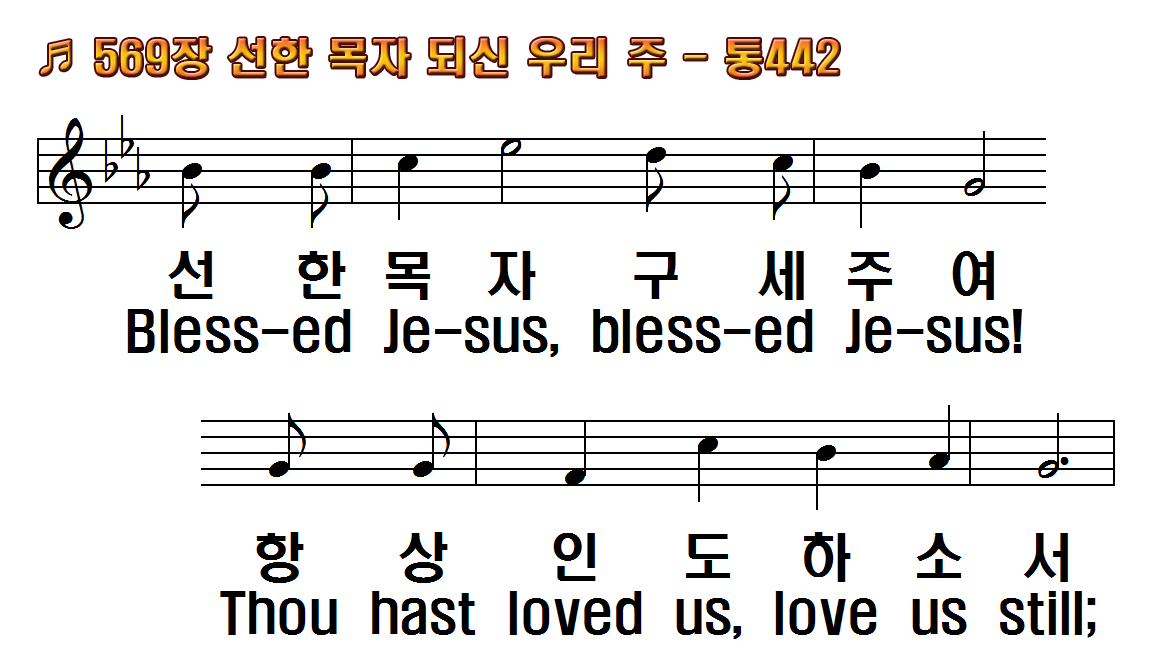 ♬ 569장 선한 목자 되신 우리 주 - 통442
선 한 목 자 구 세 주 여
Bless-ed Je-sus, bless-ed Je-sus!
항 상 인 도 하 소 서
Thou hast loved us, love us still;